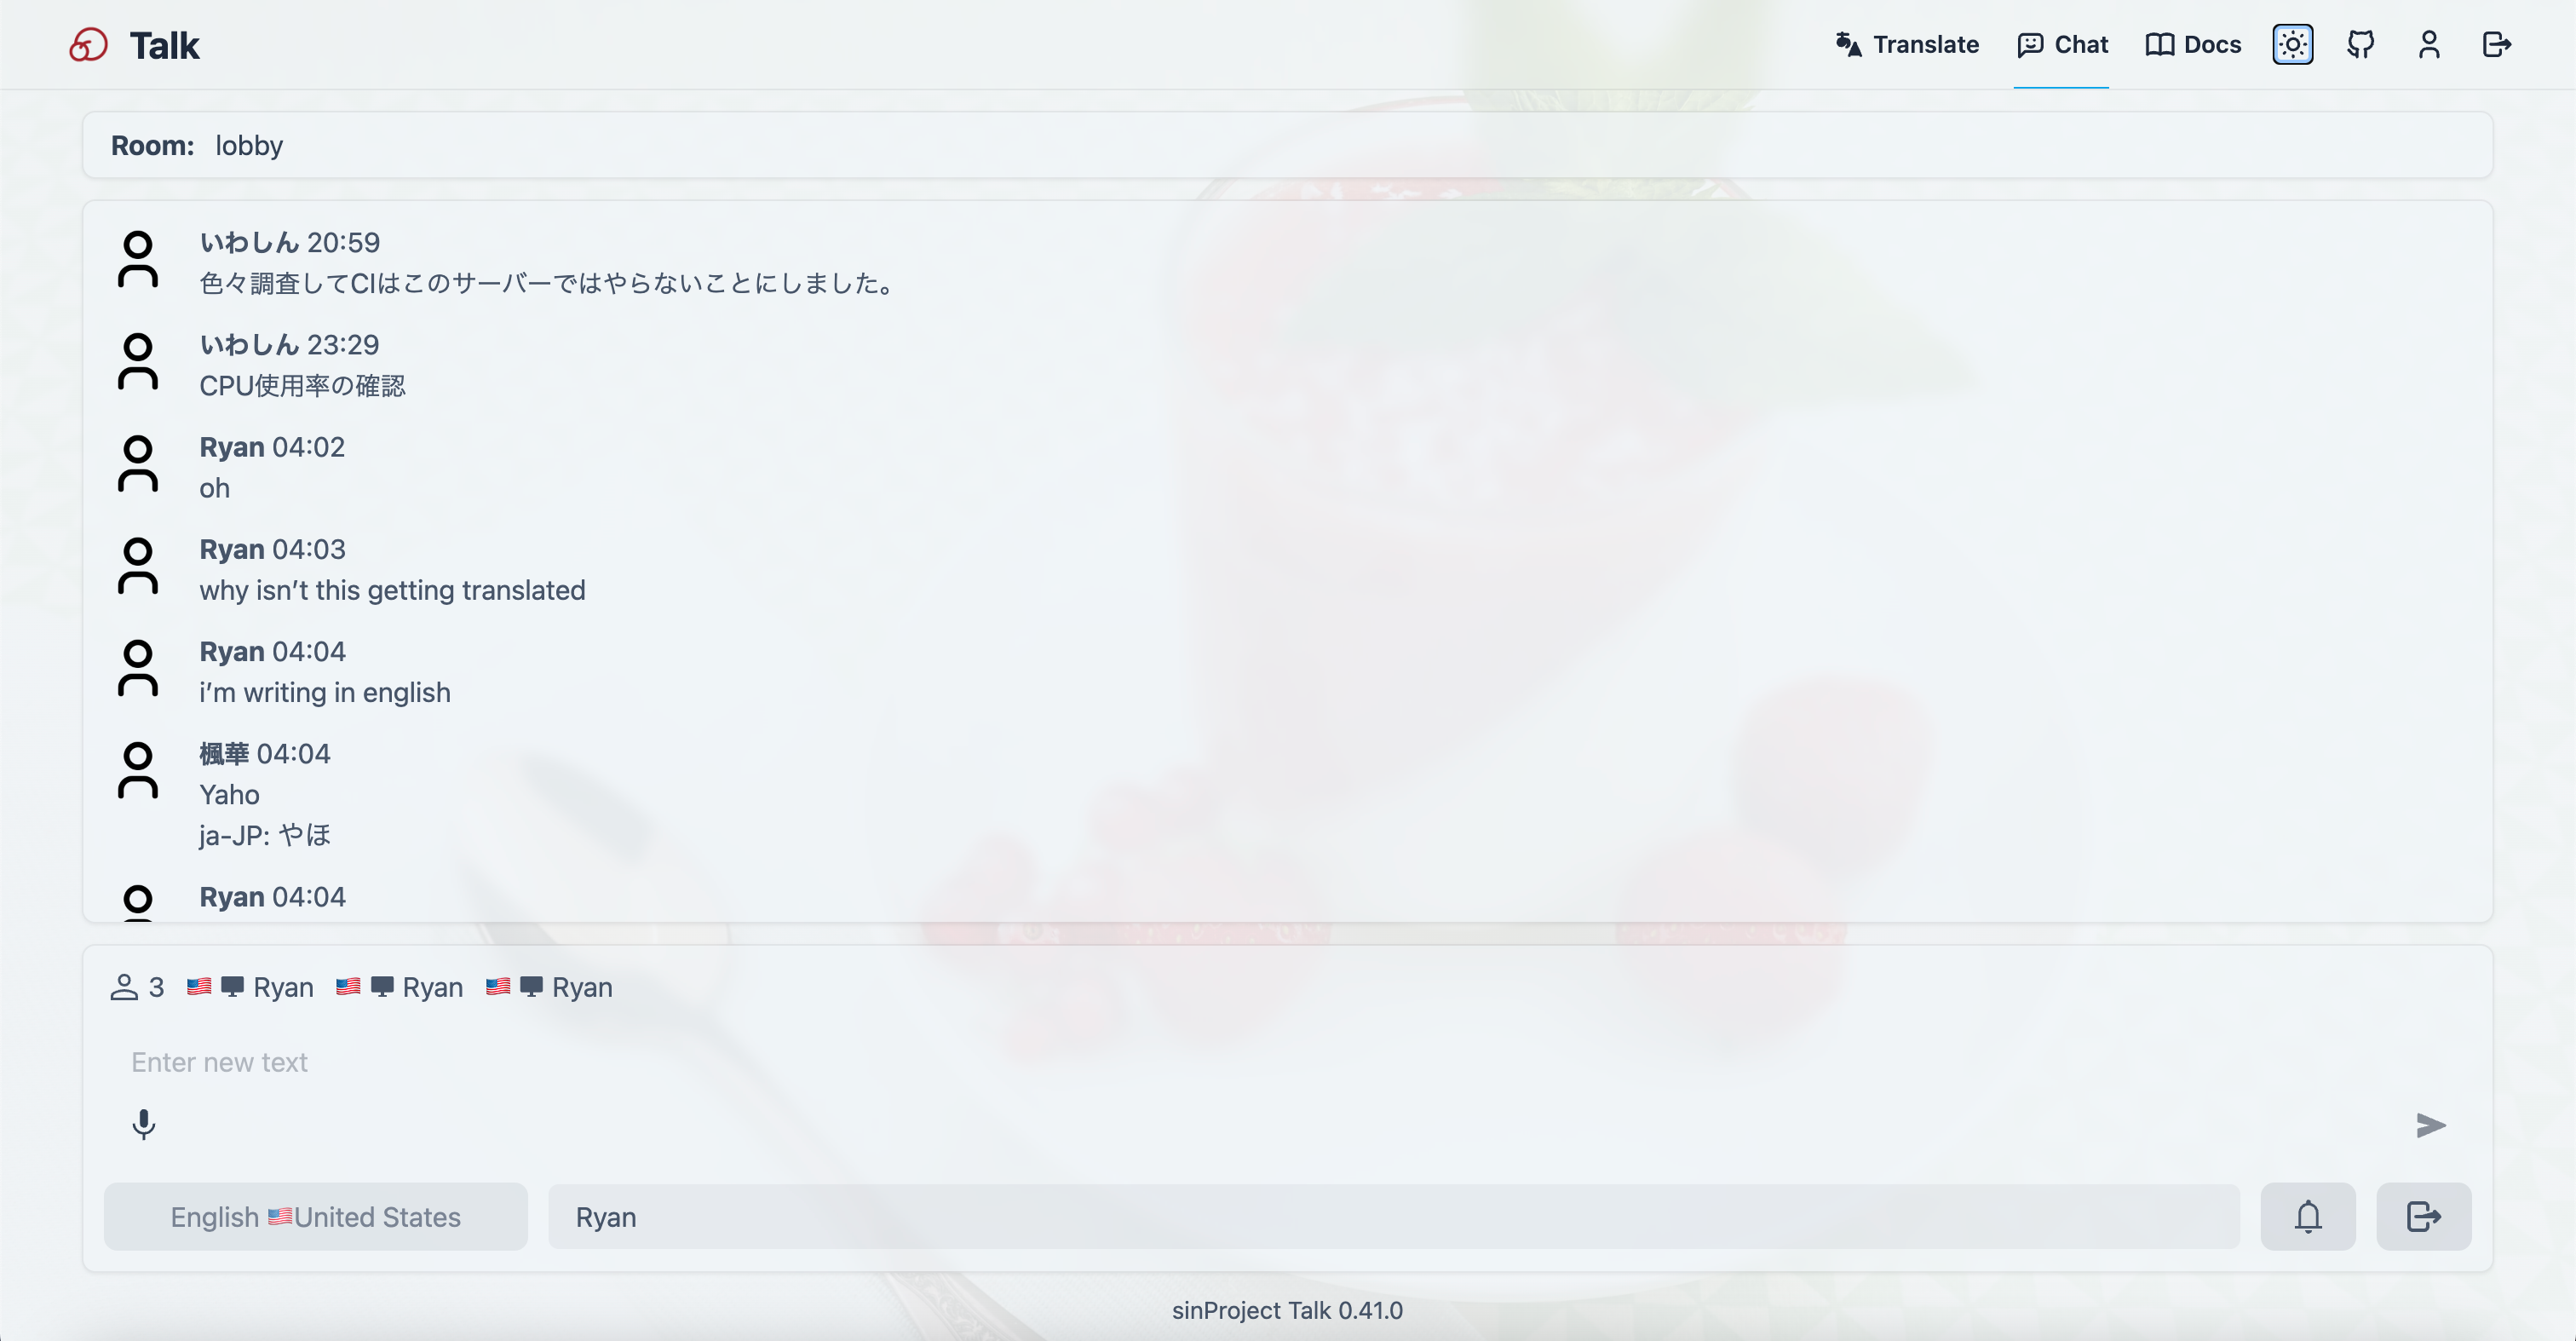 Talk
Translate
Chat
Docs
Room: lobby
いわしん 20:59
色々調査してCIはこのサーバーではやらないことにしました。
いわしん 23:29
CPU使用率の確認
Ryan 04:02
oh
Ryan 04:03
why isn’t this getting translated
Ryan 04:04
i’m writing in english
楓華 04:04
Yaho
ja-JP: やほ
Ryan 04:04
3 🇺🇸 Ryan 🇺🇸 Ryan 🇺🇸 Ryan
Enter new text
English 🇺🇸United States
Ryan
sinProject Talk 0.41.0